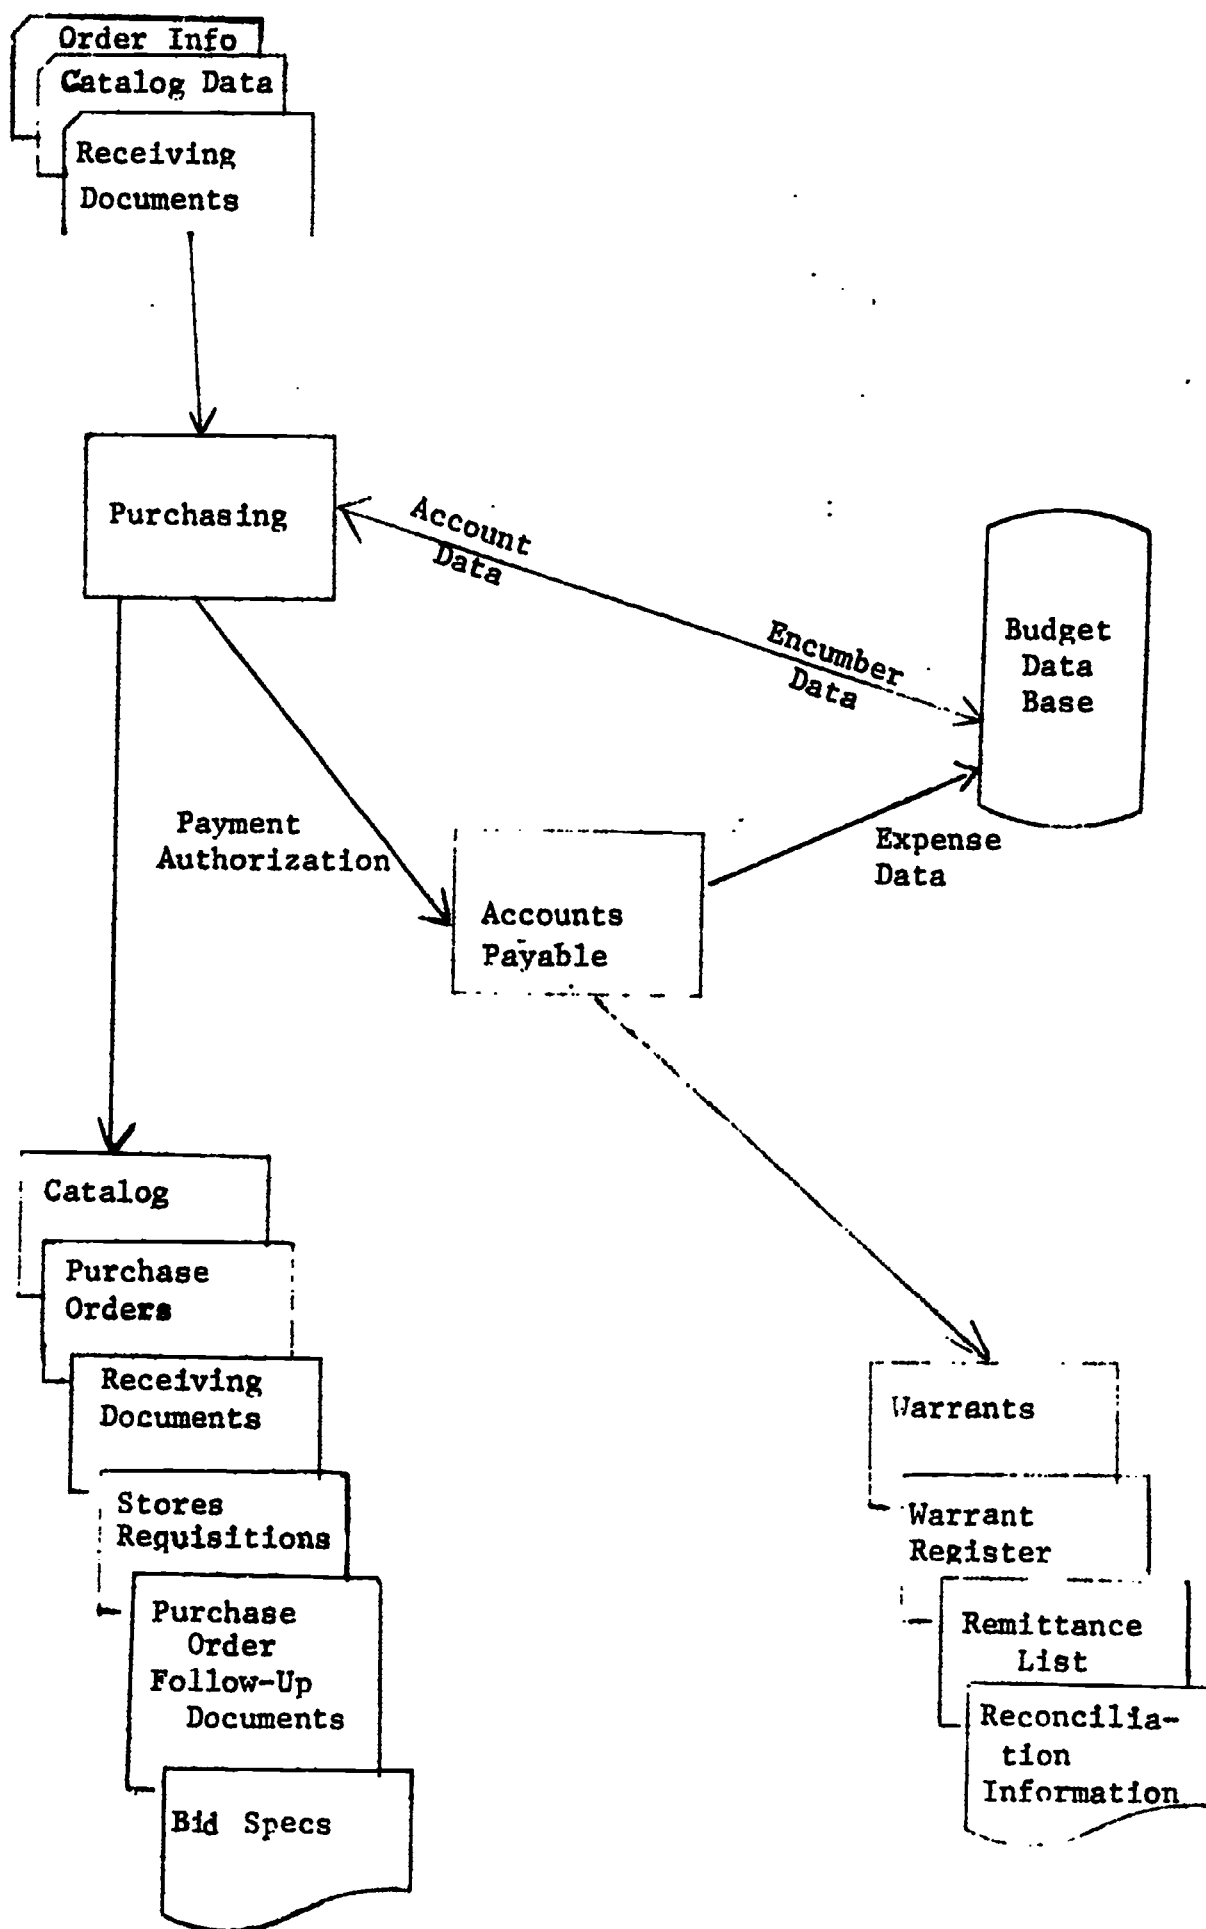 Order Info
Catalog Data
Receiving
Documents
Purchasing
Account
Data
Encumber
Data
Budget
Data
Base
Payment
Authorization
Expense
Data
Accounts
Payable
Catalog
Purchase
Orders
Receiving
Documents
Stores
Requisitions
Purchase
Order
Follow-Up
Documents
Bid Specs
Warrants
Warrant
Register
Remittance
List
Reconcilia-
tion
Information